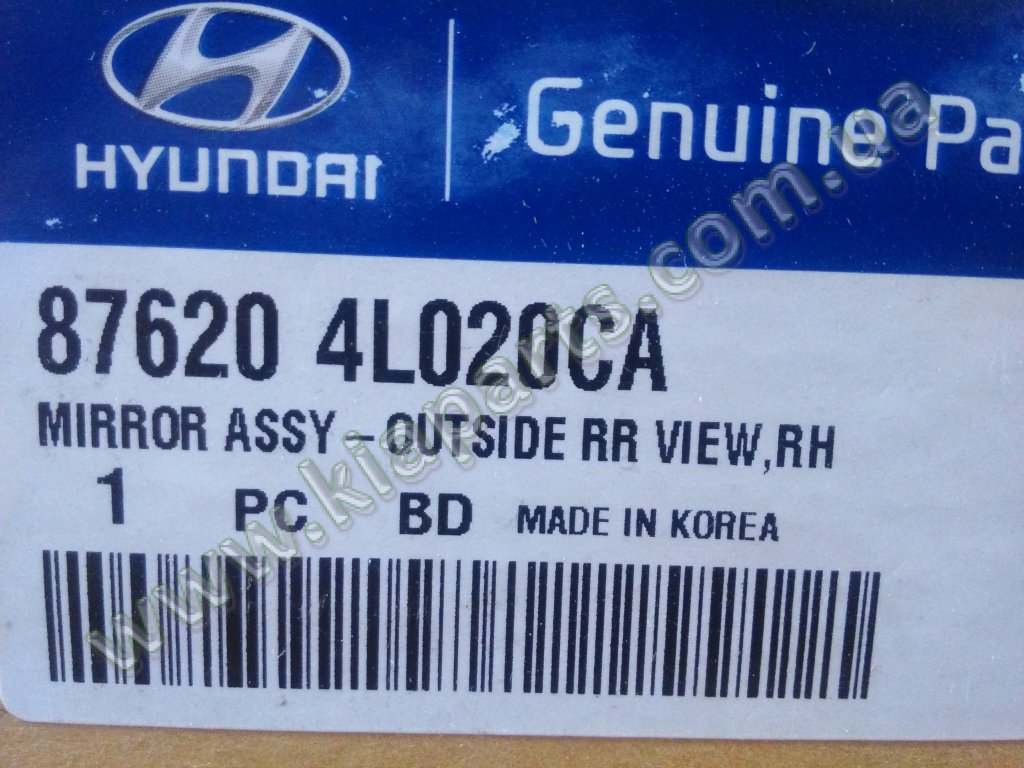 HYUNDAI
Genuine Pa
87620 4L020CA
MIRROR ASSY - OUTSIDE RR VIEW,RH
1 PC BD MADE IN KOREA
www.kiaparts.com.ua